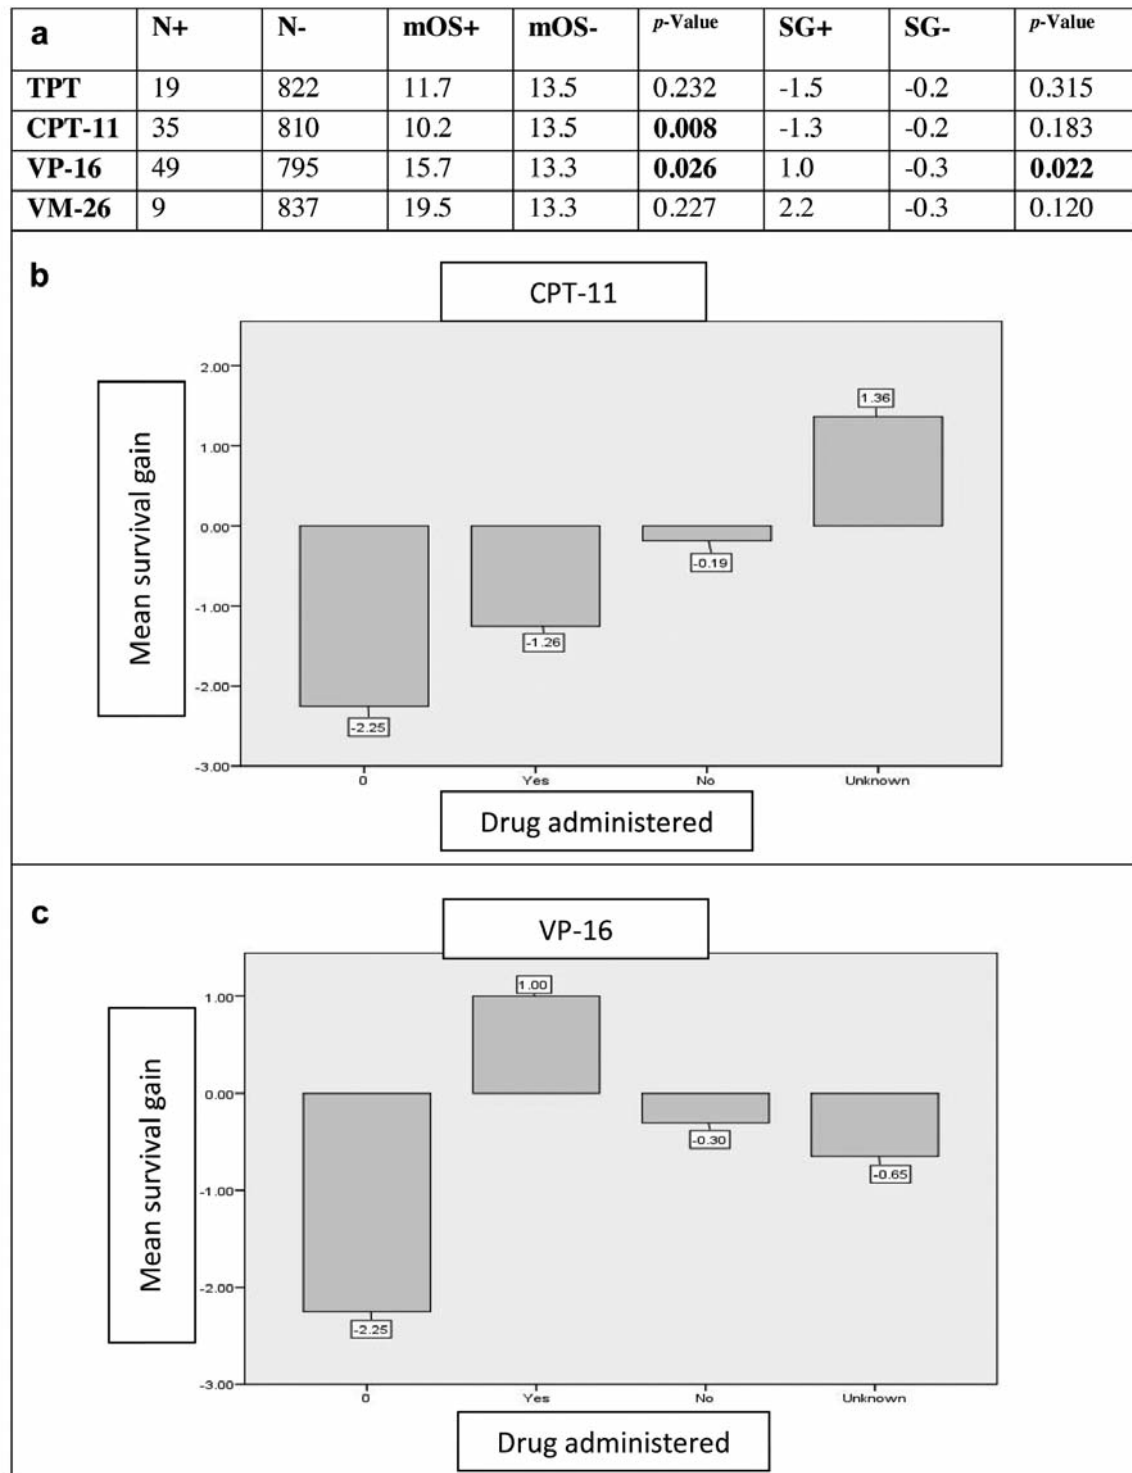 a N+ N- mOS+ mOS- p-Value SG+ SG- p-Value
TPT 19 822 11.7 13.5 0.232 -1.5 -0.2 0.315
CPT-11 35 810 10.2 13.5 0.008 -1.3 -0.2 0.183
VP-16 49 795 15.7 13.3 0.026 1.0 -0.3 0.022
VM-26 9 837 19.5 13.3 0.227 2.2 -0.3 0.120
b
CPT-11
Mean survival gain
2.00
1.00
0.00
-1.00
-2.00
-3.00
-2.25
-1.26
-0.19
1.36
0 Yes No Unknown
Drug administered
c
VP-16
Mean survival gain
1.00
0.00
-1.00
-2.00
-3.00
-2.25
1.00
-0.30
-0.65
0 Yes No Unknown
Drug administered